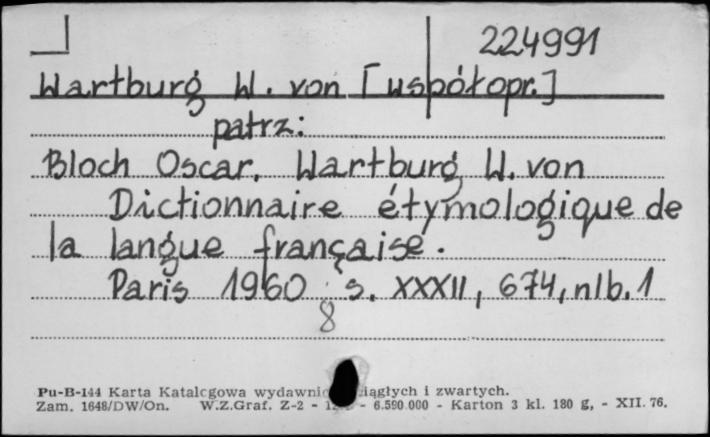 224991
Wartburg W. von [współopr.]
patrz:
Bloch Oscar, Wartburg W. von
Dictionnaire étymologique de
la langue française.
Paris 1960 s. XXXII, 674, nlb. 1
8
Pu-B-144 Karta Katalogowa ciągłych i zwartych.
Zam. 1648/DW/On. W.Z.Graf. Z-2 - - 6.590.000 - Karton 3 kl. 180 g, - XII. 76.